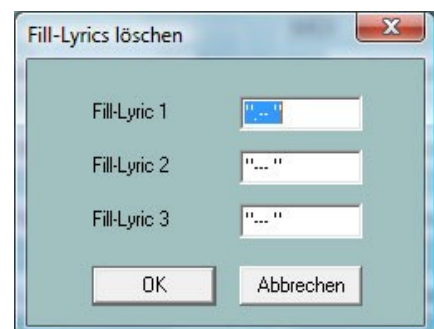 Fill-Lyrics löschen
Fill-Lyric 1 ".-- "
Fill-Lyric 2 "--- "
Fill-Lyric 3 "--- "
OK Abbrechen